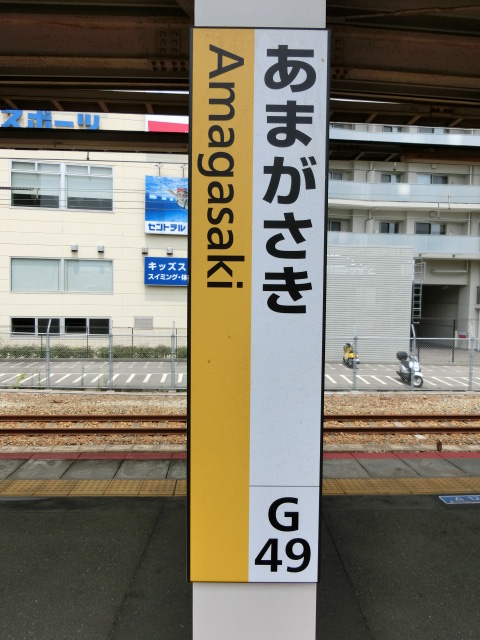 あまがさき
Amagasaki
G
49
スポーツ
セントラル
キッズス
スイミング・体